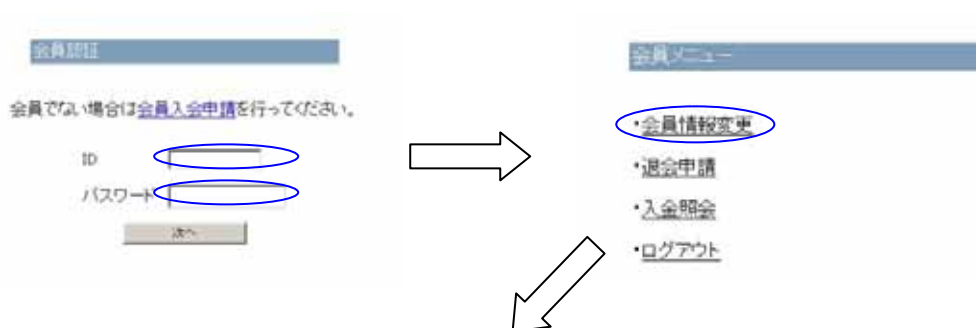 会員認証
会員でない場合は会員入会申請を行ってください。
ID
パスワード
次へ
会員メニュー
・会員情報変更
・退会申請
・入金照会
・ログアウト